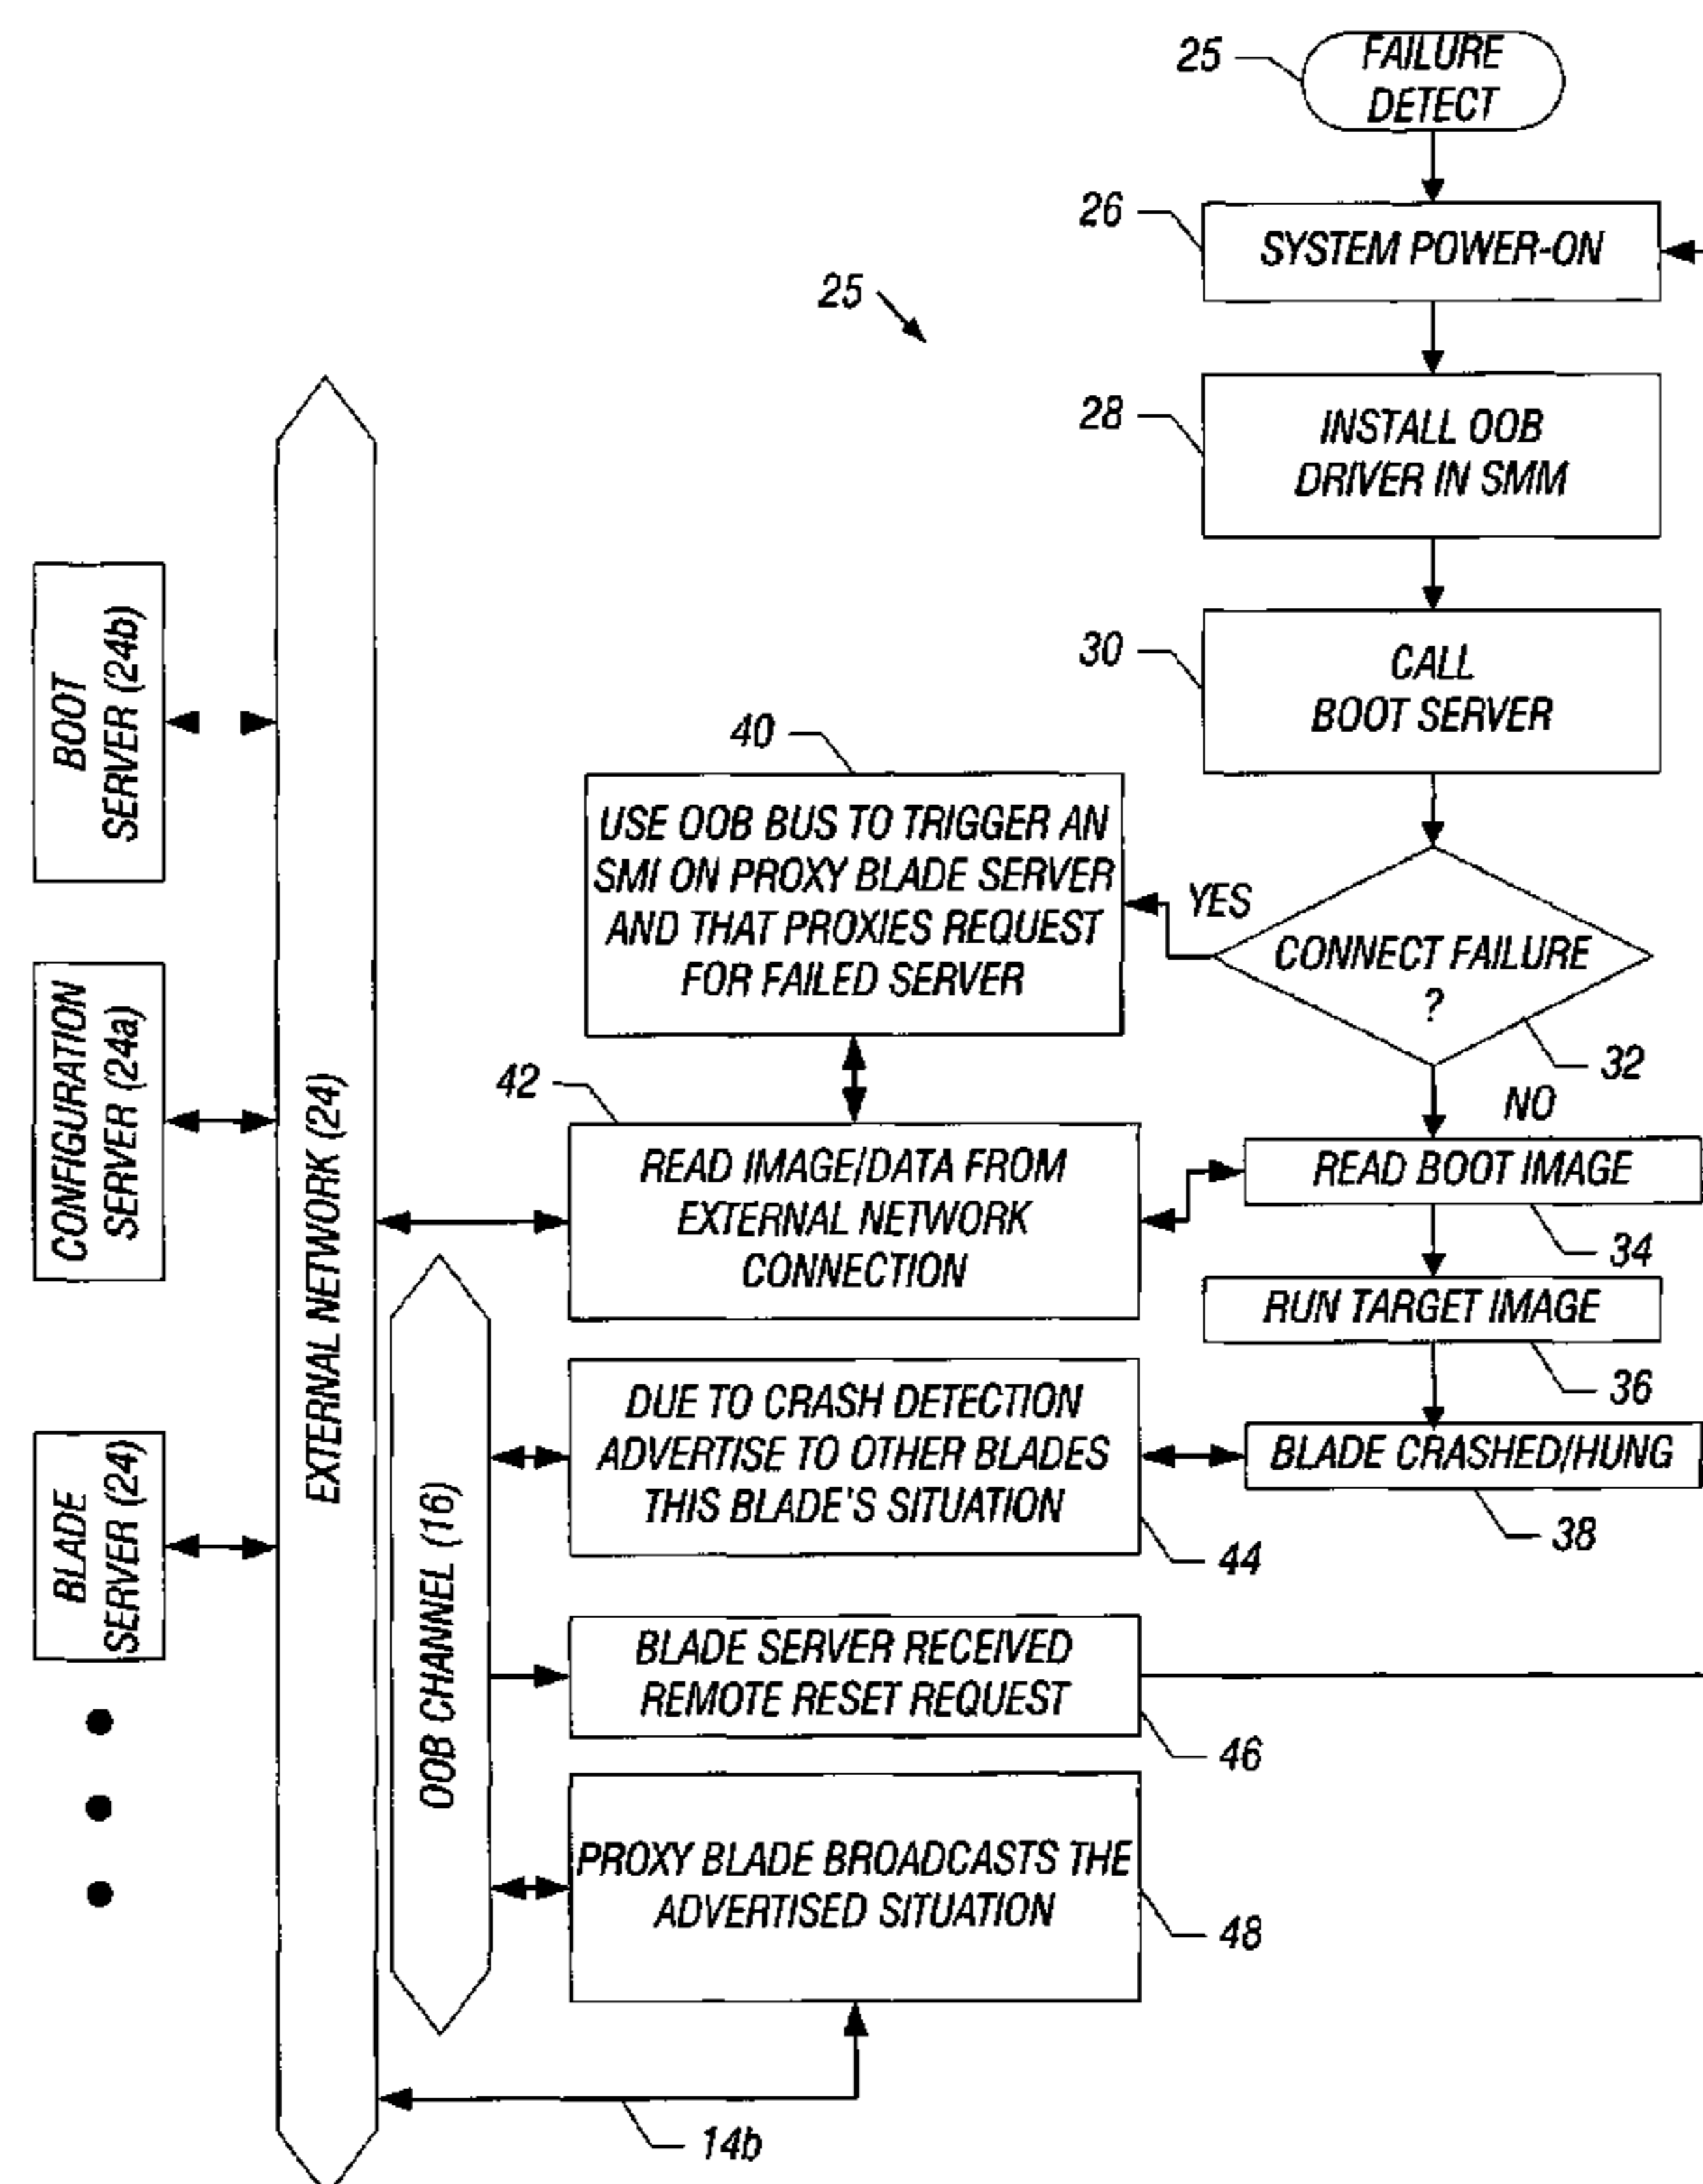 25
FAILURE
DETECT
26
SYSTEM POWER-ON
25
28
INSTALL OOB
DRIVER IN SMM
30
CALL
BOOT SERVER
40
USE OOB BUS TO TRIGGER AN
SMI ON PROXY BLADE SERVER
AND THAT PROXIES REQUEST
FOR FAILED SERVER
YES
CONNECT FAILURE
?
32
NO
42
READ IMAGE/DATA FROM
EXTERNAL NETWORK
CONNECTION
READ BOOT IMAGE
34
RUN TARGET IMAGE
36
DUE TO CRASH DETECTION
ADVERTISE TO OTHER BLADES
THIS BLADE'S SITUATION
44
BLADE CRASHED/HUNG
38
BLADE SERVER RECEIVED
REMOTE RESET REQUEST
46
PROXY BLADE BROADCASTS THE
ADVERTISED SITUATION
48
14b
BOOT
SERVER (24b)
CONFIGURATION
SERVER (24a)
BLADE
SERVER (24)
EXTERNAL NETWORK (24)
OOB CHANNEL (16)